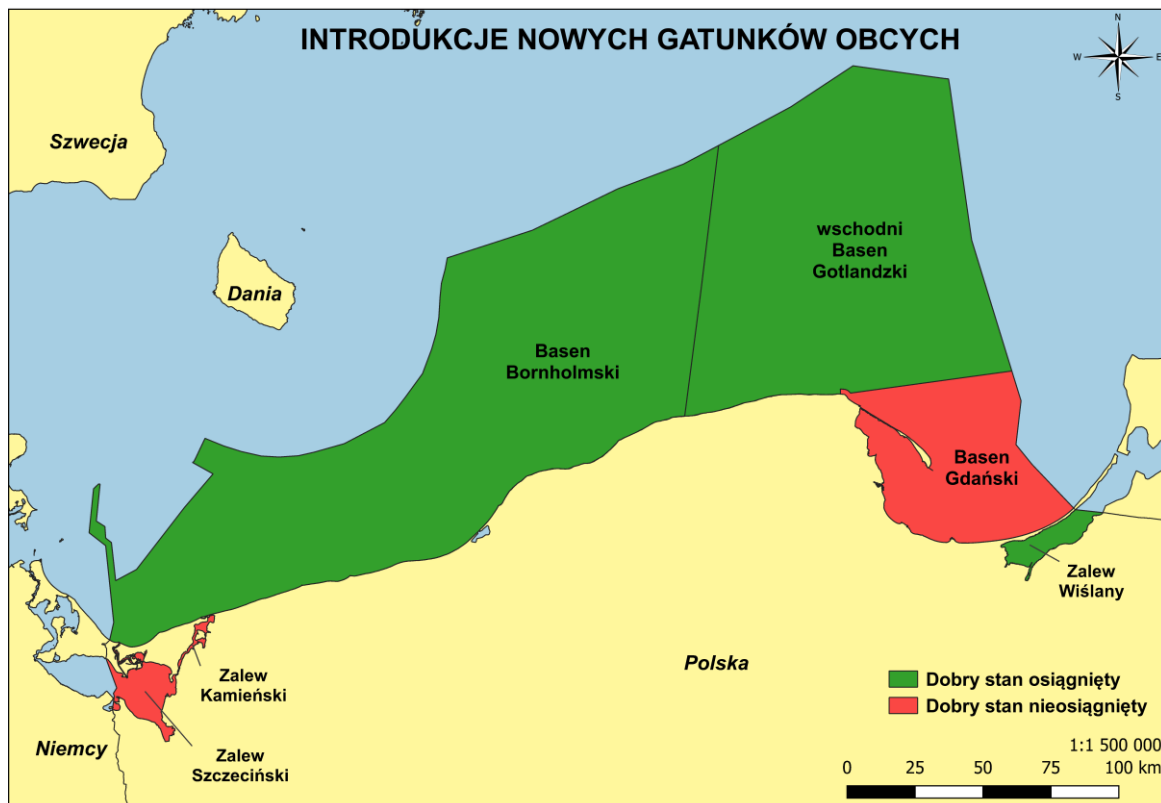 INTRODUKCJE NOWYCH GATUNKÓW OBCYCH
N
W
E
S
Szwecja
Dania
wschodni
Basen
Gotlandzki
Basen
Bornholmski
Basen
Gdański
Zalew
Wiślany
Zalew
Kamieński
Polska
Niemcy
Zalew
Szczeciński
Dobry stan osiągnięty
Dobry stan nieosiągnięty
1:1 500 000
0 25 50 75 100 km